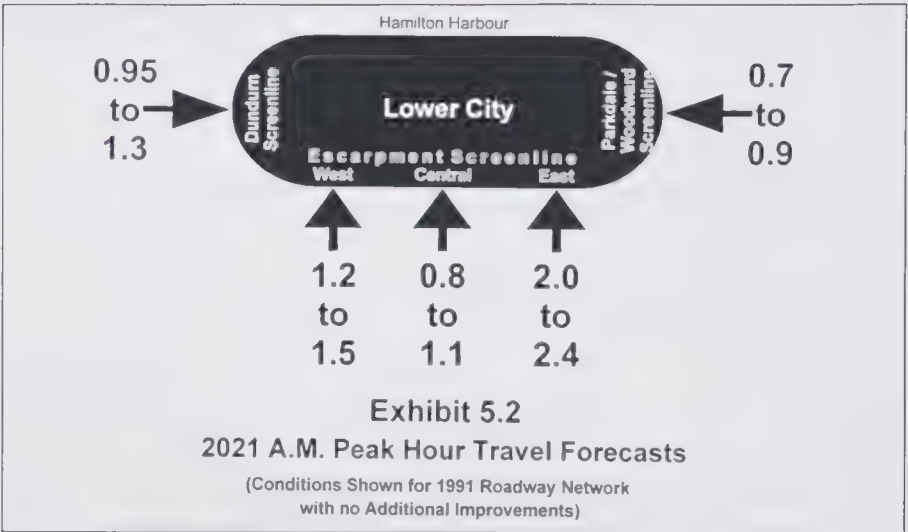 Hamilton Harbour
0.95
to
1.3
Dundurn
Screenline
Lower City
Parkdale /
Woodward
Screenline
0.7
to
0.9
Escarpment Screenline
West Central East
1.2 0.8 2.0
to to to
1.5 1.1 2.4
Exhibit 5.2
2021 A.M. Peak Hour Travel Forecasts
(Conditions Shown for 1991 Roadway Network
with no Additional Improvements)